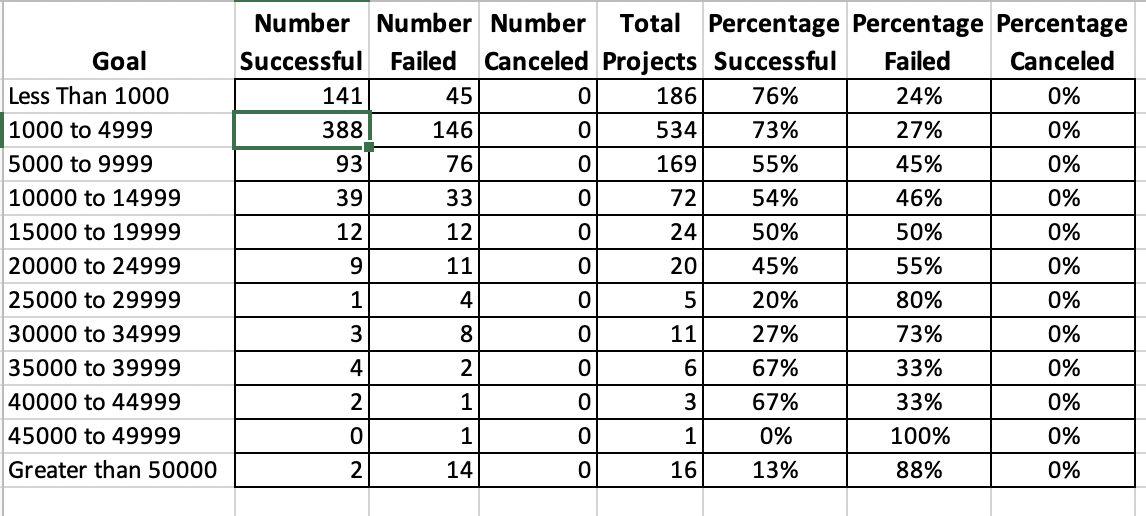 Goal Number Successful Number Failed Number Canceled Total Projects Percentage Successful Percentage Failed Percentage Canceled
Less Than 1000 141 45 0 186 76% 24% 0%
1000 to 4999 388 146 0 534 73% 27% 0%
5000 to 9999 93 76 0 169 55% 45% 0%
10000 to 14999 39 33 0 72 54% 46% 0%
15000 to 19999 12 12 0 24 50% 50% 0%
20000 to 24999 9 11 0 20 45% 55% 0%
25000 to 29999 1 4 0 5 20% 80% 0%
30000 to 34999 3 8 0 11 27% 73% 0%
35000 to 39999 4 2 0 6 67% 33% 0%
40000 to 44999 2 1 0 3 67% 33% 0%
45000 to 49999 0 1 0 1 0% 100% 0%
Greater than 50000 2 14 0 16 13% 88% 0%